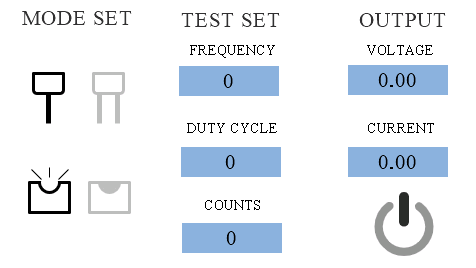 MODE SET
TEST SET
FREQUENCY
0
DUTY CYCLE
0
COUNTS
0
OUTPUT
VOLTAGE
0.00
CURRENT
0.00